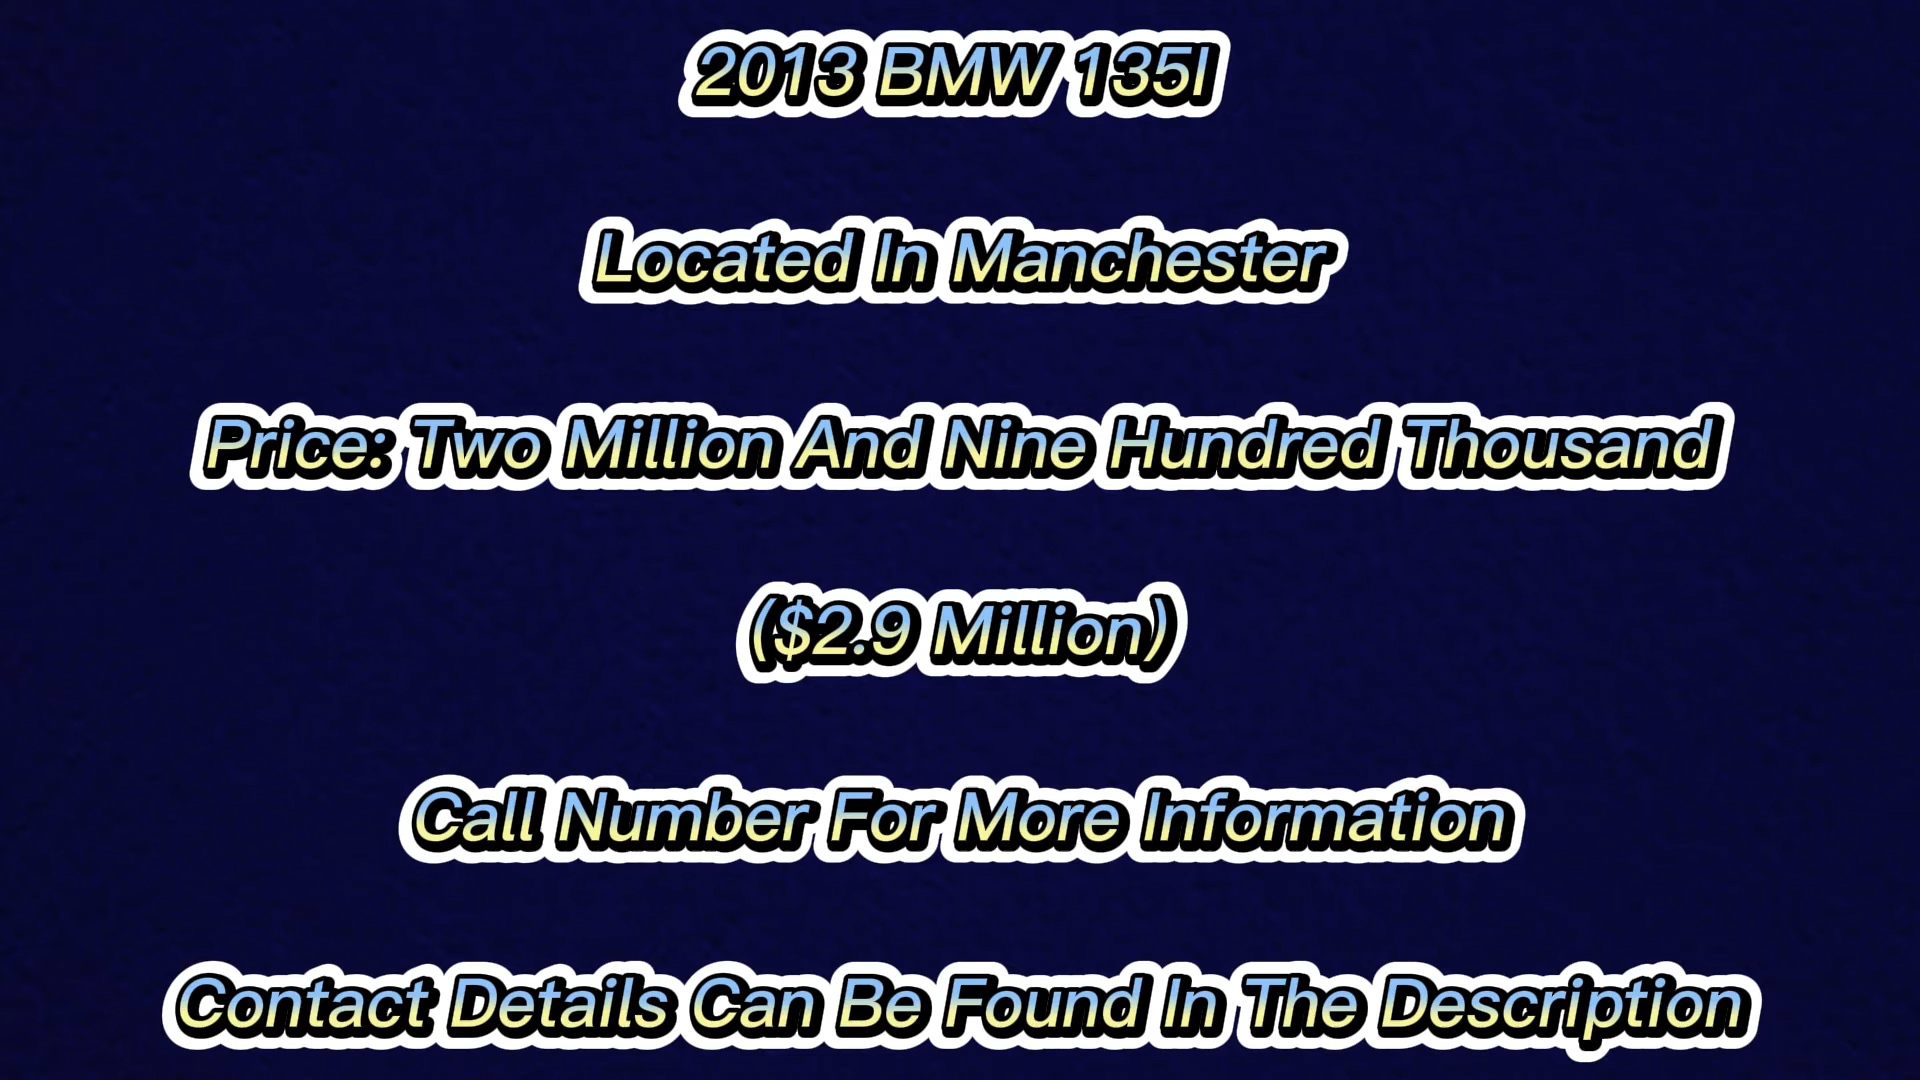 2013 BMW 135I
Located In Manchester
Price: Two Million And Nine Hundred Thousand
($2.9 Million)
Call Number For More Information
Contact Details Can Be Found In The Description